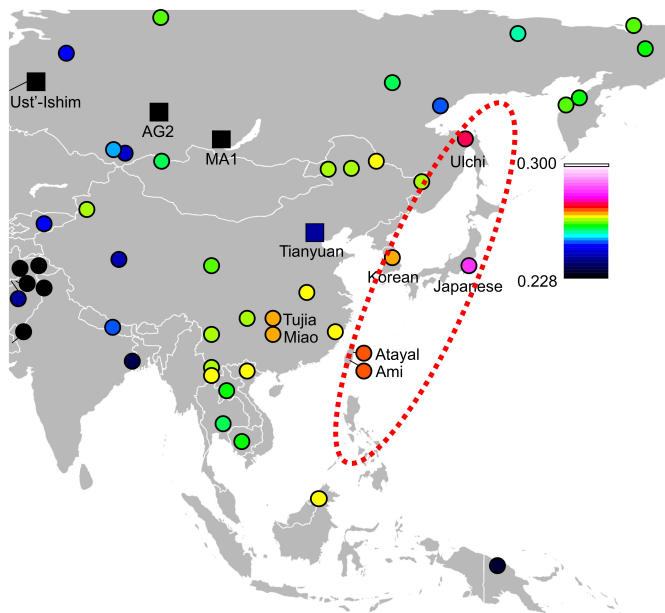 Ust’-Ishim
AG2
MA1
Ulchi
0.300
Tianyuan
Korean
Japanese
0.228
Tujia
Miao
Atayal
Ami